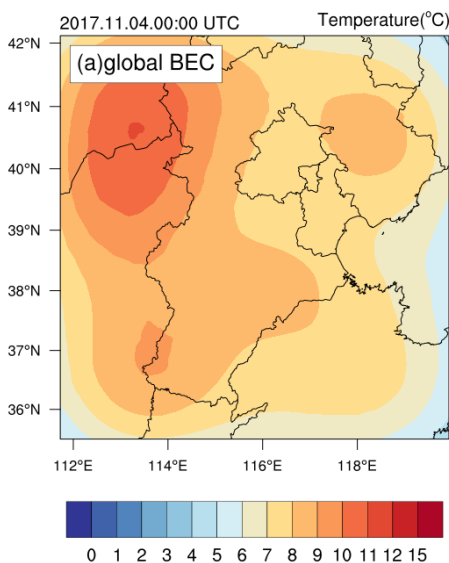 2017.11.04.00:00 UTC Temperature(°C)
(a)global BEC
42°N
41°N
40°N
39°N
38°N
37°N
36°N
112°E 114°E 116°E 118°E
0 1 2 3 4 5 6 7 8 9 10 11 12 15